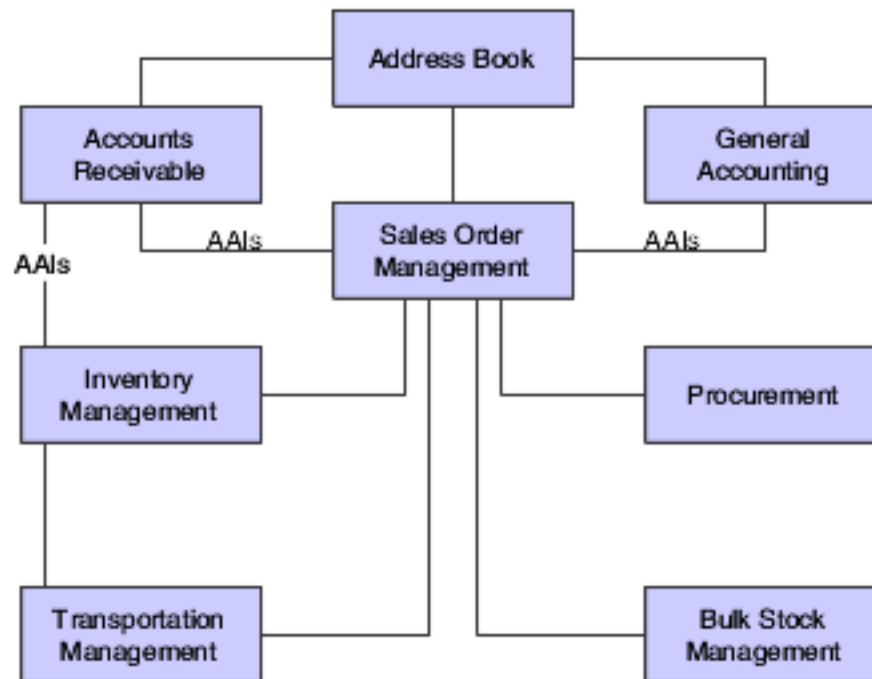 Address Book
Accounts
Receivable
General
Accounting
AAIs
Sales Order
Management
AAIs
AAIs
Inventory
Management
Procurement
Transportation
Management
Bulk Stock
Management